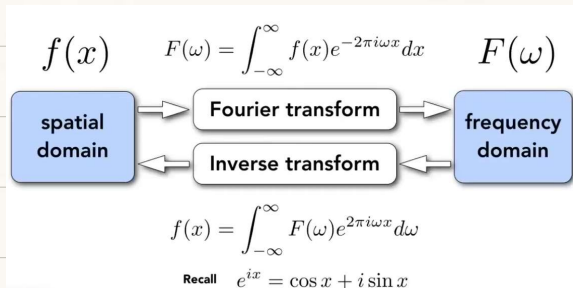 f(x)
F(ω) = ∫_{-∞}^{∞} f(x)e^{-2πiωx}dx
F(ω)
spatial
domain
Fourier transform
Inverse transform
frequency
domain
f(x) = ∫_{-∞}^{∞} F(ω)e^{2πiωx}dω
Recall e^{ix} = cos x + i sin x